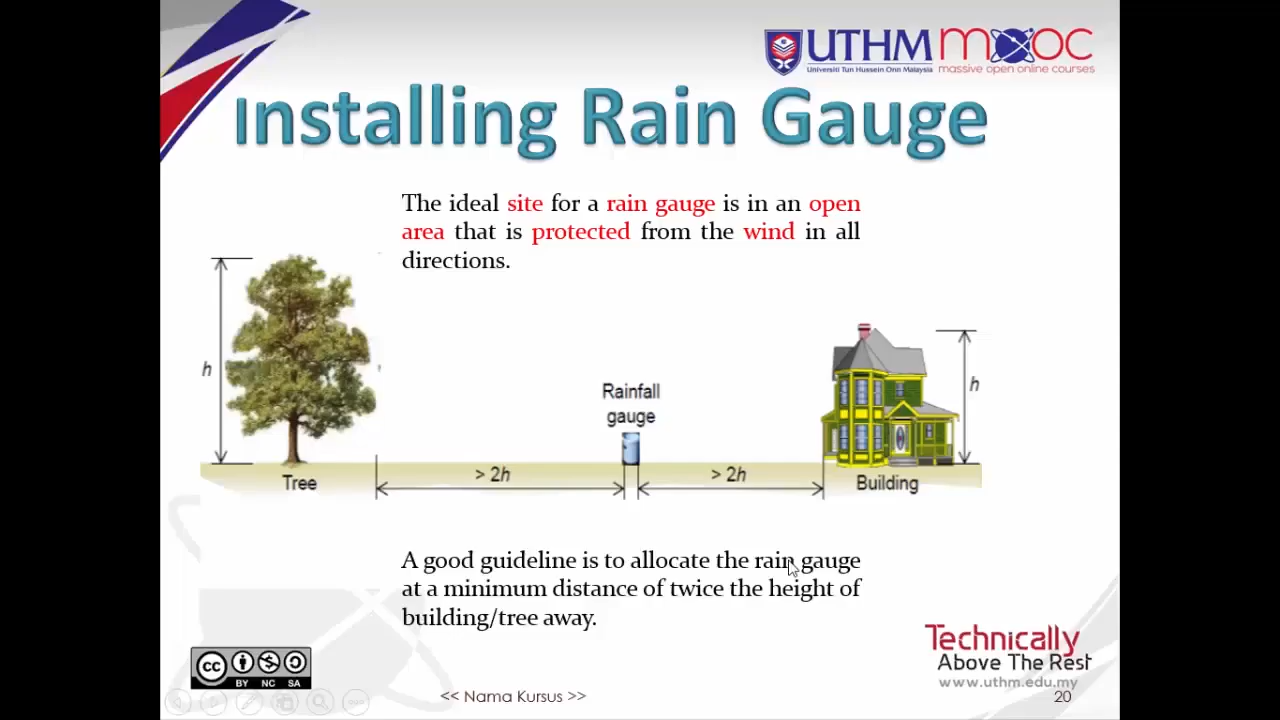 UTHM
Universiti Tun Hussein Onn Malaysia
mooc
massive open online courses
Installing Rain Gauge
The ideal site for a rain gauge is in an open
area that is protected from the wind in all
directions.
h
Rainfall
gauge
h
> 2h
> 2h
Tree
Building
A good guideline is to allocate the rain gauge
at a minimum distance of twice the height of
building/tree away.
Technically
Above The Rest
www.uthm.edu.my
cc
BY NC SA
<< Nama Kursus >>
20